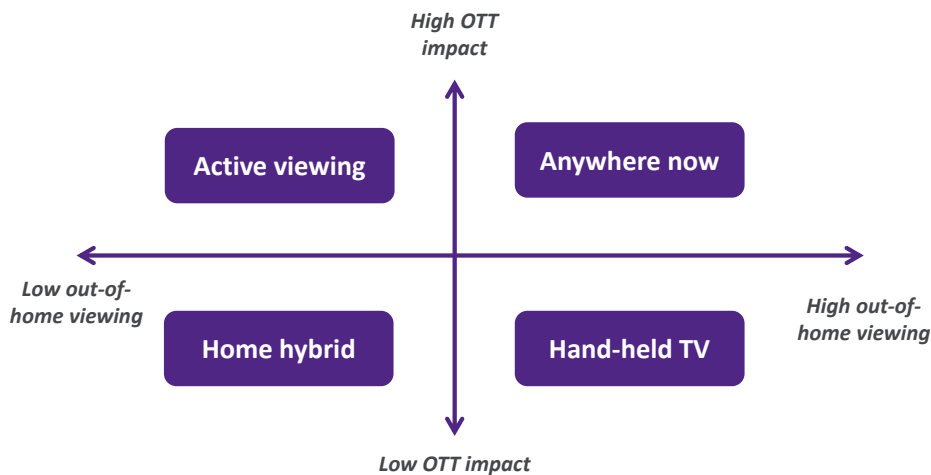 High OTT
impact
Active viewing
Anywhere now
Low out-of-
home viewing
High out-of-
home viewing
Home hybrid
Hand-held TV
Low OTT impact